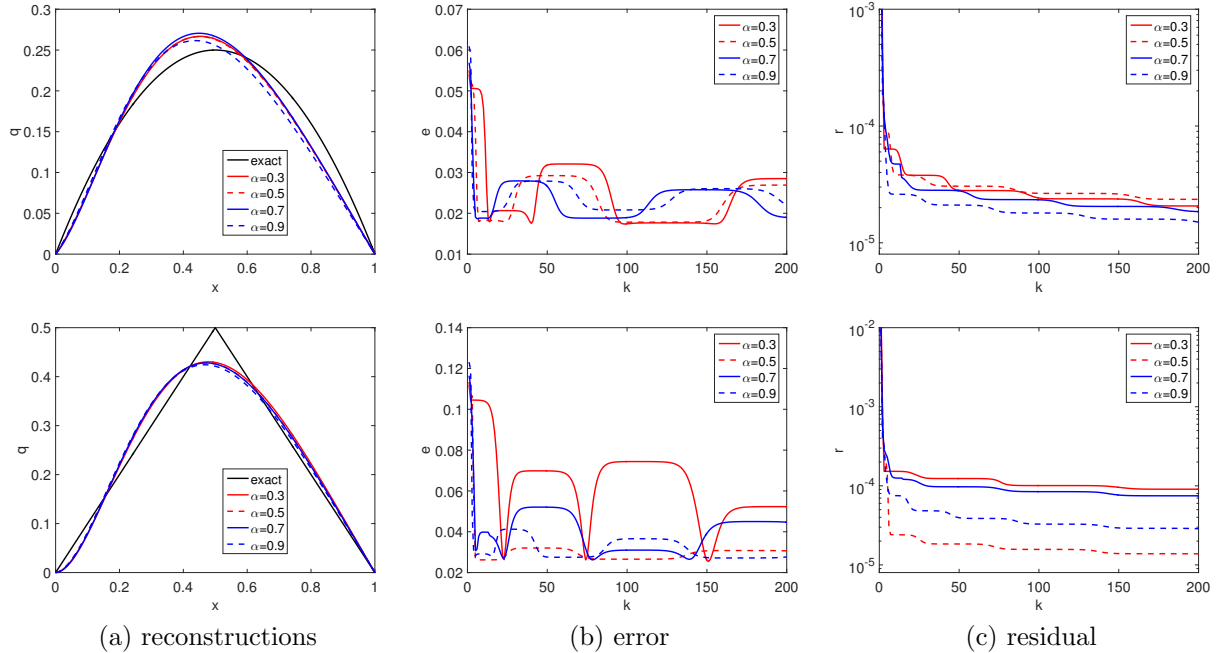 q
0.3
0.25
0.2
0.15
0.1
0.05
0
exact
α=0.3
α=0.5
α=0.7
α=0.9
0 0.2 0.4 0.6 0.8 1
x
e
0.07
0.06
0.05
0.04
0.03
0.02
0.01
α=0.3
α=0.5
α=0.7
α=0.9
0 50 100 150 200
k
r
10^-3
10^-4
10^-5
α=0.3
α=0.5
α=0.7
α=0.9
0 50 100 150 200
k
q
0.5
0.4
0.3
0.2
0.1
0
exact
α=0.3
α=0.5
α=0.7
α=0.9
0 0.2 0.4 0.6 0.8 1
x
e
0.14
0.12
0.1
0.08
0.06
0.04
0.02
α=0.3
α=0.5
α=0.7
α=0.9
0 50 100 150 200
k
r
10^-2
10^-3
10^-4
10^-5
α=0.3
α=0.5
α=0.7
α=0.9
0 50 100 150 200
k
(a) reconstructions
(b) error
(c) residual